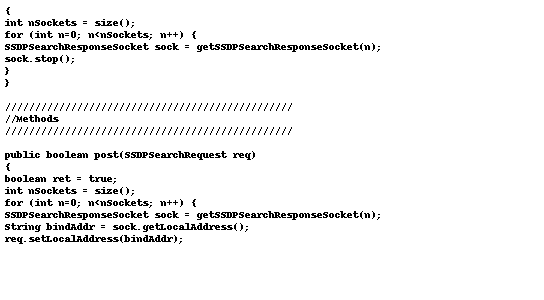 {
int nSockets = size();
for (int n=0; n<nSockets; n++) {
SSDPSearchResponseSocket sock = getSSDPSearchResponseSocket(n);
sock.stop();
}
}
////////////////////////////////////////////////
//Methods
////////////////////////////////////////////////
public boolean post(SSDPSearchRequest req)
{
boolean ret = true;
int nSockets = size();
for (int n=0; n<nSockets; n++) {
SSDPSearchResponseSocket sock = getSSDPSearchResponseSocket(n);
String bindAddr = sock.getLocalAddress();
req.setLocalAddress(bindAddr);